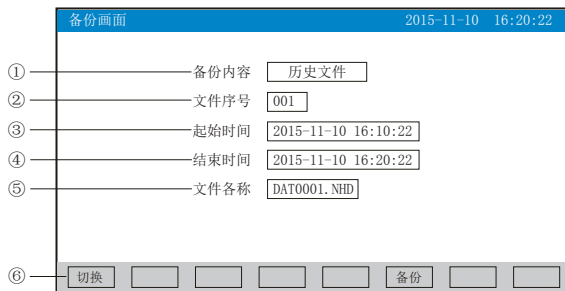 备份画面 2015-11-10 16:20:22
① 备份内容 历史文件
② 文件序号 001
③ 起始时间 2015-11-10 16:10:22
④ 结束时间 2015-11-10 16:20:22
⑤ 文件各称 DAT0001.NHD
⑥ 切换 备份